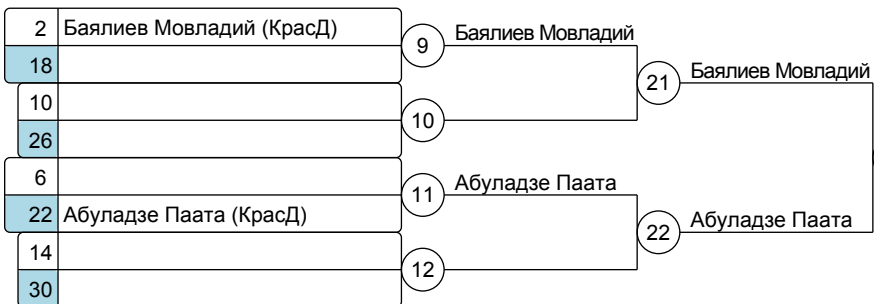 2 Баялиев Мовладий (КрасД)
18
10
26
6
22 Абуладзе Паата (КрасД)
14
30
9 Баялиев Мовладий
10
11 Абуладзе Паата
12
21 Баялиев Мовладий
22 Абуладзе Паата